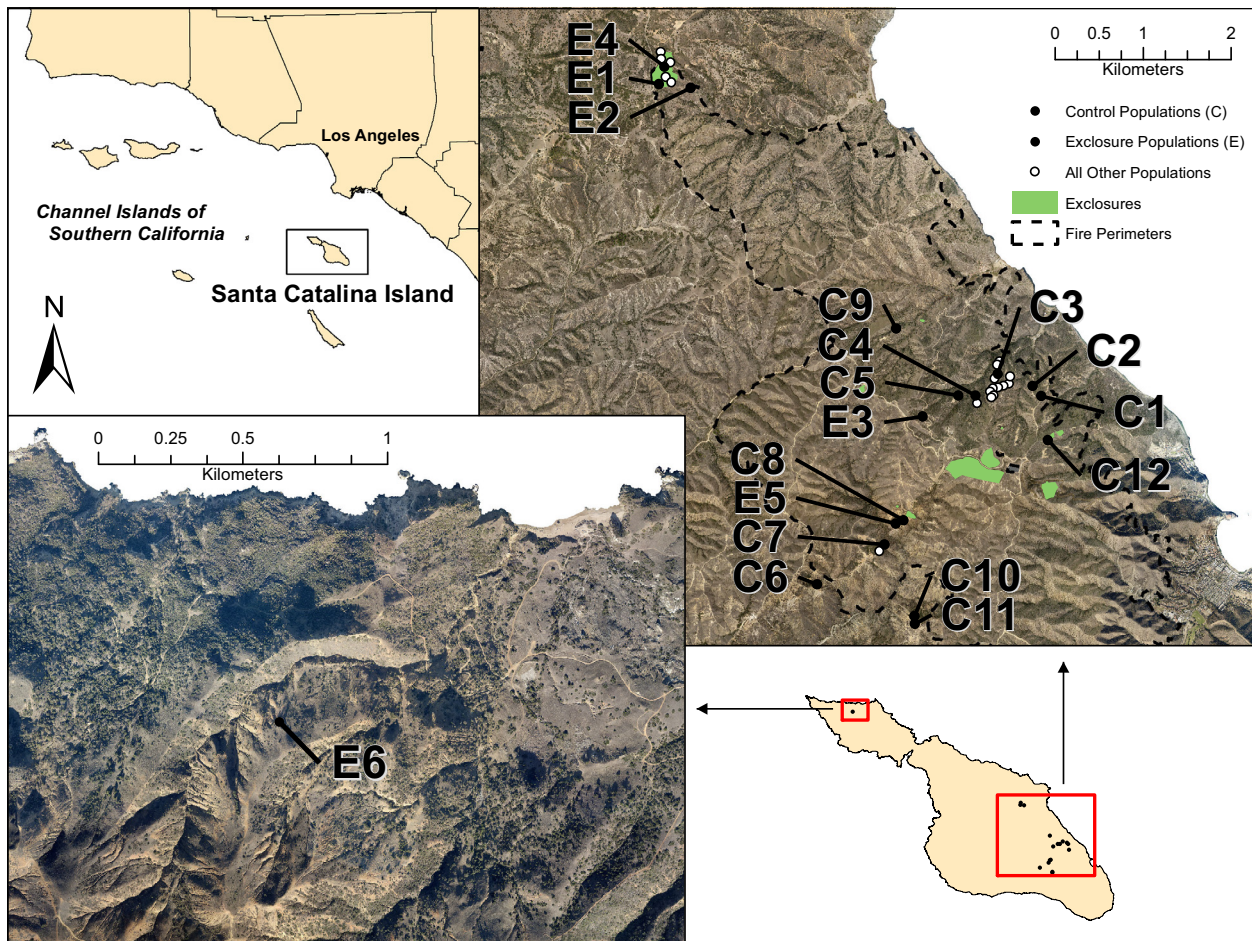 Los Angeles
Channel Islands of
Southern California
Santa Catalina Island
N
E4
E1
E2
0 0.5 1 2
Kilometers
Control Populations (C)
Exclosure Populations (E)
All Other Populations
Exclosures
Fire Perimeters
C9
C4
C5
E3
C3
C2
C1
C12
C8
E5
C7
C6
C10
C11
0 0.25 0.5 1
Kilometers
E6